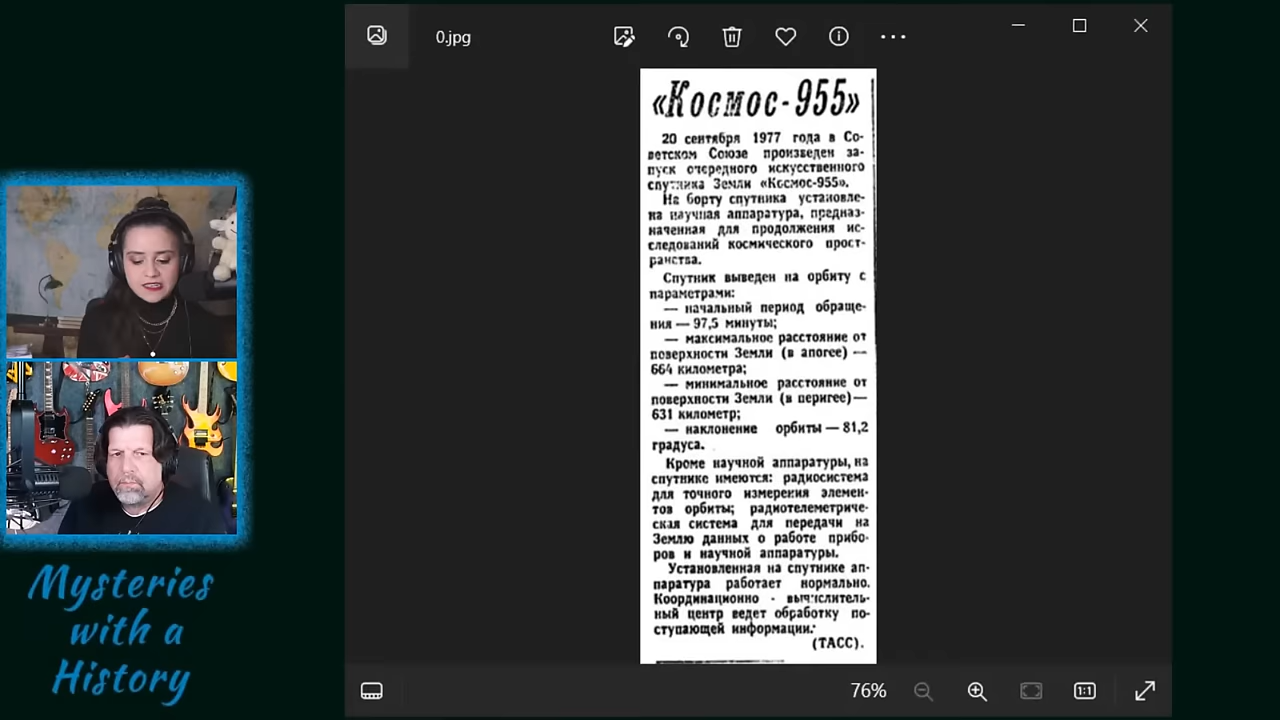 0.jpg
«Космос-955»
20 сентября 1977 года в Со-
ветском Союзе произведен за-
пуск очередного искусственного
спутника Земли «Космос-955».
На борту спутника установле-
на научная аппаратура, предназ-
наченная для продолжения ис-
следований космического прост-
ранства.
Спутник выведен на орбиту с
параметрами:
— начальный период обраще-
ния — 97,5 минуты;
— максимальное расстояние от
поверхности Земли (в апогее) —
664 километра;
— минимальное расстояние от
поверхности Земли (в перигее) —
631 километр;
— наклонение орбиты — 81,2
градуса.
Кроме научной аппаратуры, на
спутнике имеются: радиосистема
для точного измерения элемен-
тов орбиты; радиотелеметриче-
ская система для передачи на
Землю данных о работе прибо-
ров и научной аппаратуры.
Установленная на спутнике ап-
паратура работает нормально.
Координационно - вычислитель-
ный центр ведет обработку по-
ступающей информации.
(ТАСС).
Mysteries
with a
History
76%
1:1